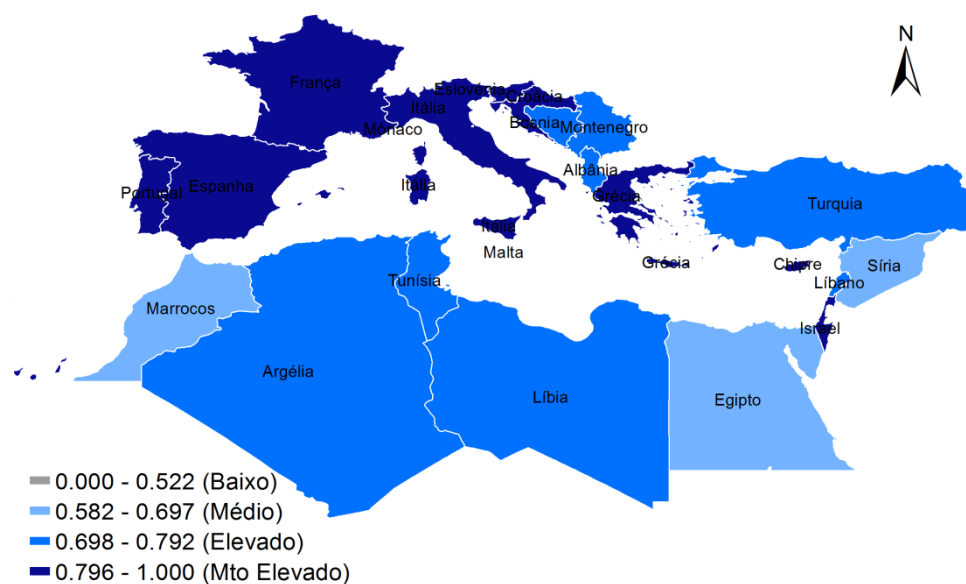 N
França
Eslovénia
Croácia
Itália
Bósnia
Mónaco
Montenegro
Albânia
Portugal
Espanha
Itália
Grécia
Turquia
Itália
Malta
Grécia
Chipre
Síria
Tunísia
Líbano
Marrocos
Israel
Argélia
Líbia
Egipto
0.000 - 0.522 (Baixo)
0.582 - 0.697 (Médio)
0.698 - 0.792 (Elevado)
0.796 - 1.000 (Mto Elevado)